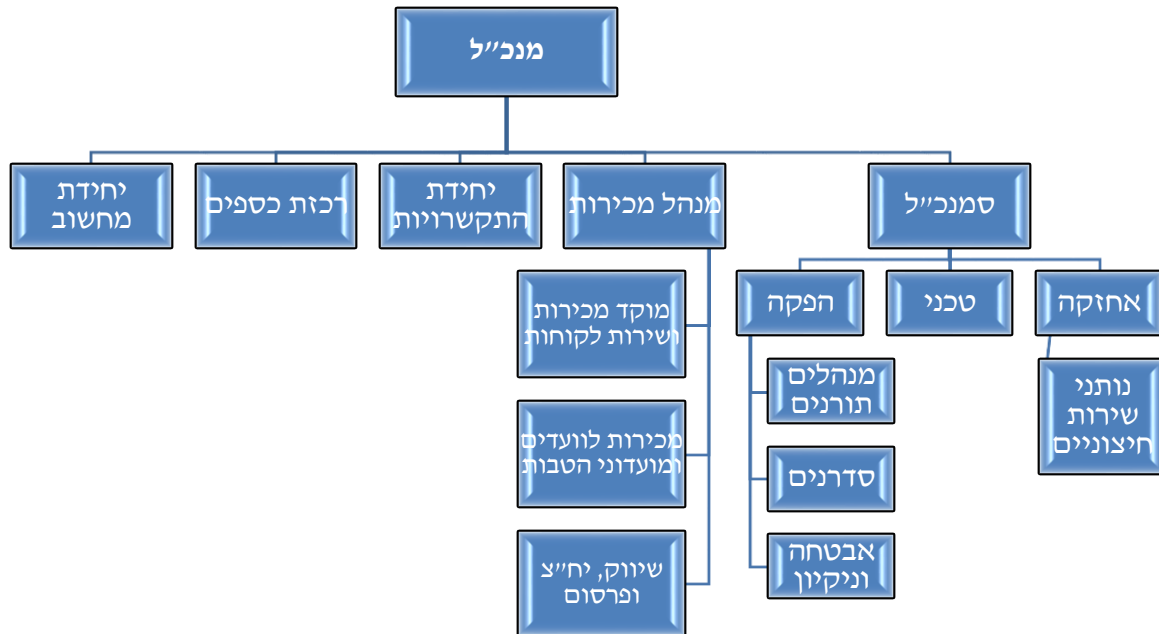 מנכ״ל
סמנכ״ל
מנהל מכירות
יחידת
התקשרויות
רכזת כספים
יחידת
מחשוב
אחזקה
טכני
הפקה
נותני
שירות
חיצוניים
מנהלים
תורנים
סדרנים
אבטחה
וניקיון
מוקד מכירות
ושירות לקוחות
מכירות לוועדים
ומועדוני הטבות
שיווק, יח״צ
ופרסום